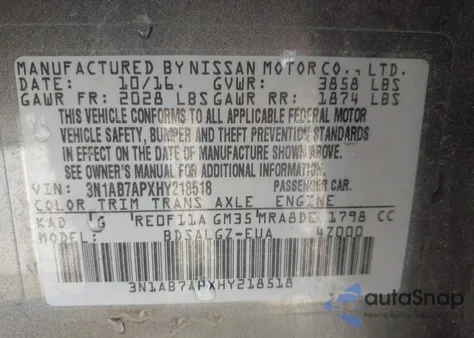 MANUFACTURED BY NISSAN MOTOR CO., LTD.
DATE: 10/16. GVWR: 3858 LBS
GAWR FR: 2028 LBS GAWR RR: 1874 LBS
THIS VEHICLE CONFORMS TO ALL APPLICABLE FEDERAL MOTOR
VEHICLE SAFETY, BUMPER AND THEFT PREVENTION STANDARDS
IN EFFECT ON THE DATE OF MANUFACTURE SHOWN ABOVE.
SEE OWNER'S MANUAL FOR ADDITIONAL INFORMATION.
VIN: 3N1AB7APXHY218518 PASSENGER CAR.
COLOR TRIM TRANS AXLE ENGINE
KAD G RE0F11A GM35 MRA8DE 1798 CC
MODEL: BDSALGZ-EUA 4Z000
3N1AB7APXHY218518
autoSnap